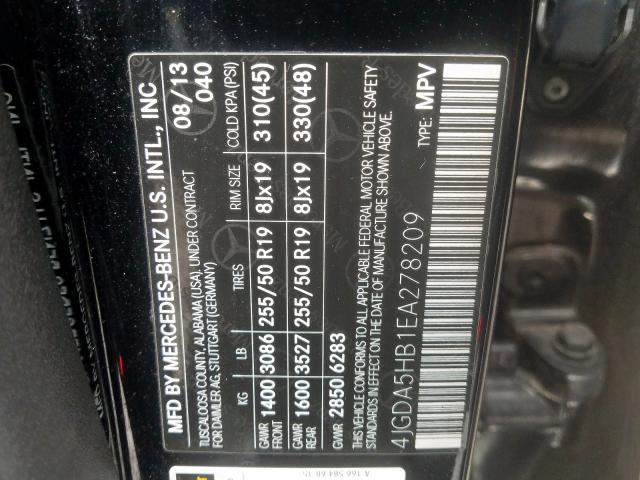 MFD BY MERCEDES-BENZ U.S. INTL., INC
TUSCALOOSA COUNTY, ALABAMA (USA), UNDER CONTRACT 08/13
FOR DAIMLER AG, STUTTGART (GERMANY) 040
KG LB TIRES RIM SIZE COLD KPA (PSI)
GAWR FRONT 1400 3086 255/50 R19 8Jx19 310(45)
GAWR REAR 1600 3527 255/50 R19 8Jx19 330(48)
GVWR 2850 6283
THIS VEHICLE CONFORMS TO ALL APPLICABLE FEDERAL MOTOR VEHICLE SAFETY
STANDARDS IN EFFECT ON THE DATE OF MANUFACTURE SHOWN ABOVE.
4JGDA5HB1EA278209 TYPE: MPV